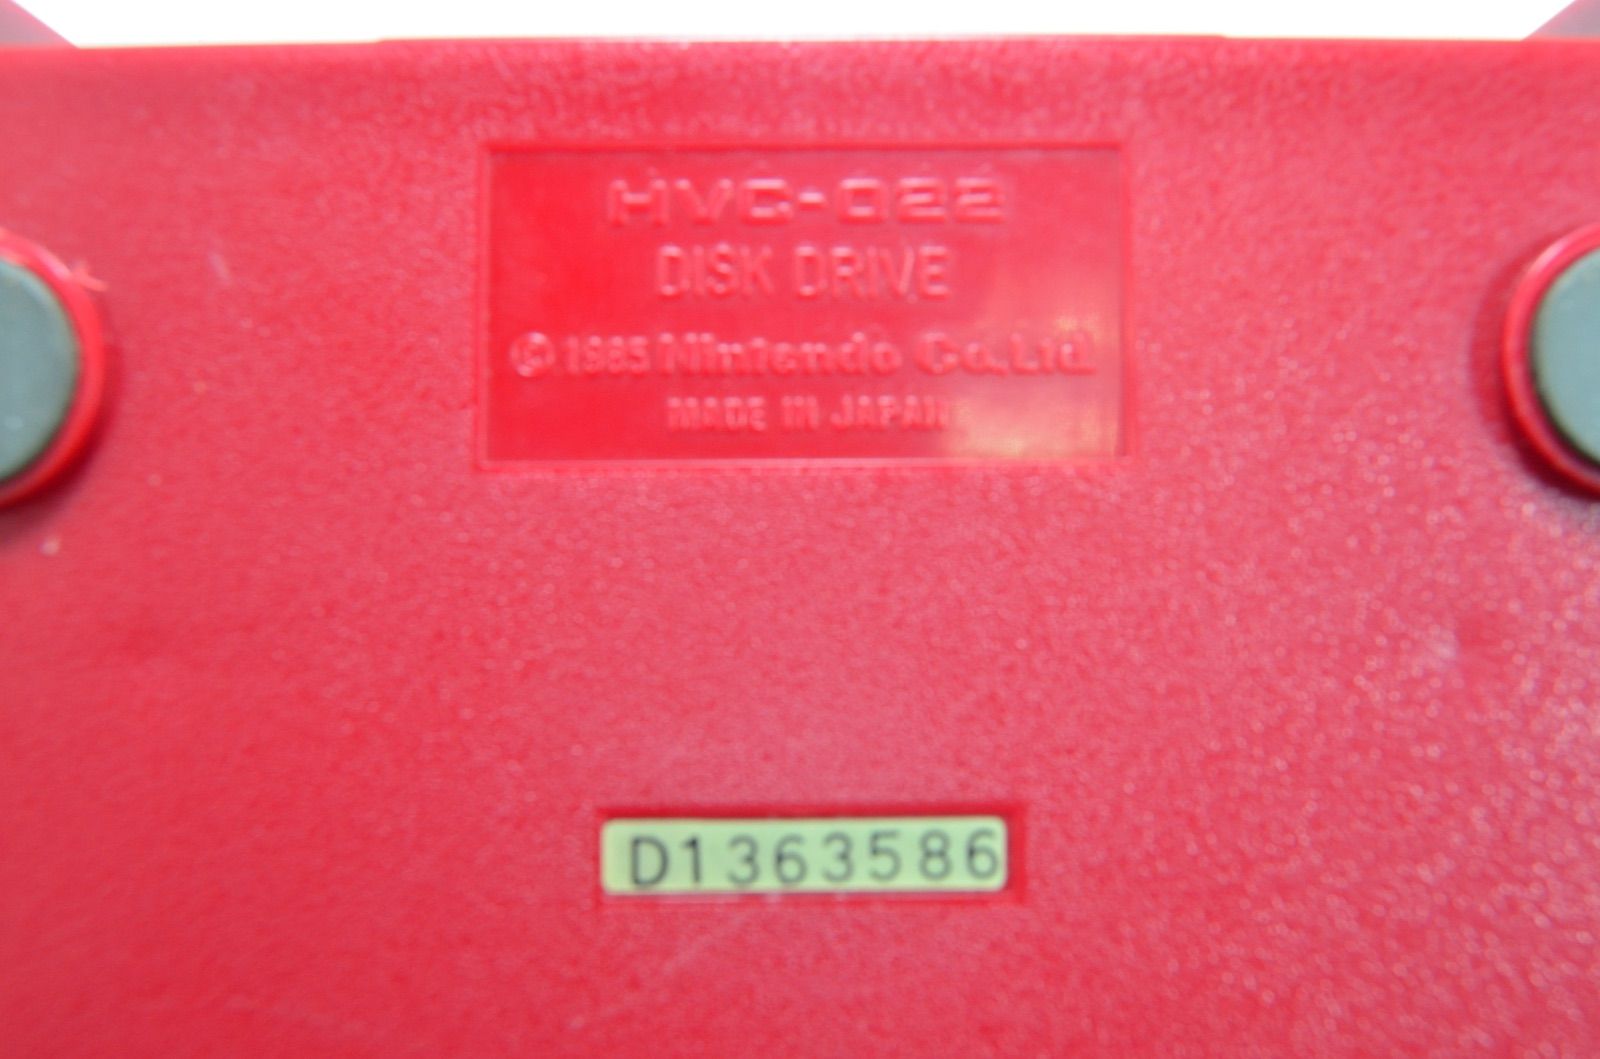 HVC-022
DISK DRIVE
© 1985 Nintendo Co., Ltd.
MADE IN JAPAN
D1363586